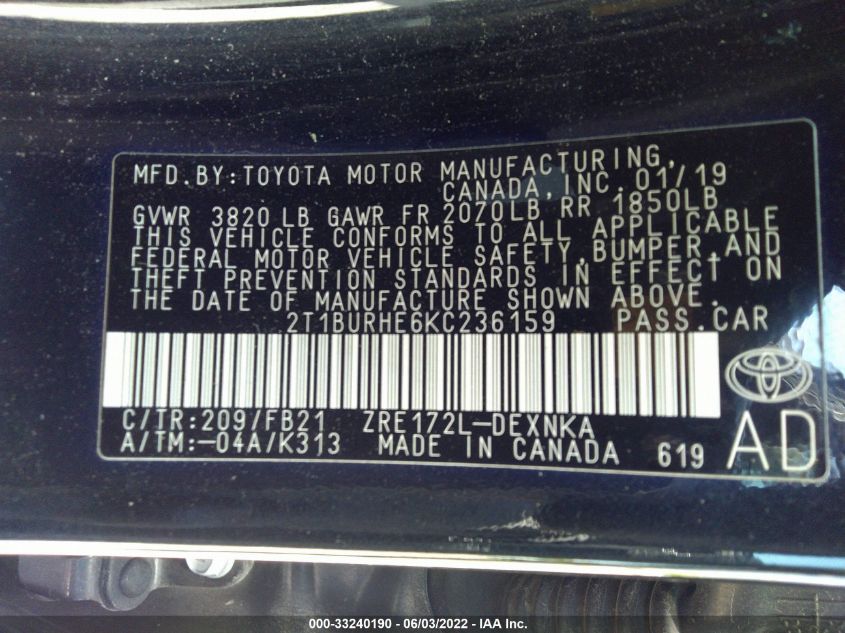 MFD.BY:TOYOTA MOTOR MANUFACTURING,
CANADA,INC. 01/19
GVWR 3820 LB GAWR FR 2070LB RR 1850LB
THIS VEHICLE CONFORMS TO ALL APPLICABLE
FEDERAL MOTOR VEHICLE SAFETY,BUMPER,AND
THEFT PREVENTION STANDARDS IN EFFECT ON
THE DATE OF MANUFACTURE SHOWN ABOVE.
2T1BURHE6KC236159 PASS.CAR
C/TR:209/FB21 ZRE172L-DEXNKA
A/TM:-04A/K313 MADE IN CANADA 619
AD
000-33240190 - 06/03/2022 - IAA Inc.